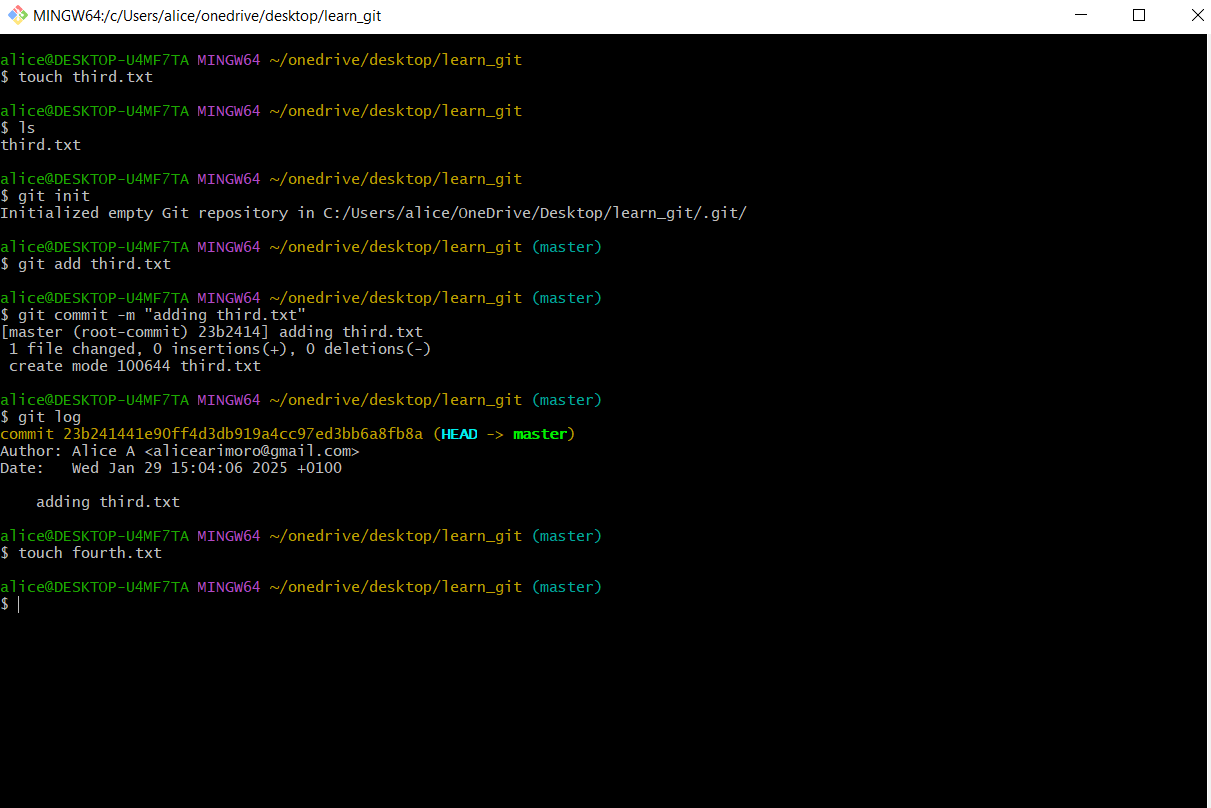 MINGW64:/c/Users/alice/onedrive/desktop/learn_git
alice@DESKTOP-U4MF7TA MINGW64 ~/onedrive/desktop/learn_git
$ touch third.txt
alice@DESKTOP-U4MF7TA MINGW64 ~/onedrive/desktop/learn_git
$ ls
third.txt
alice@DESKTOP-U4MF7TA MINGW64 ~/onedrive/desktop/learn_git
$ git init
Initialized empty Git repository in C:/Users/alice/OneDrive/Desktop/learn_git/.git/
alice@DESKTOP-U4MF7TA MINGW64 ~/onedrive/desktop/learn_git (master)
$ git add third.txt
alice@DESKTOP-U4MF7TA MINGW64 ~/onedrive/desktop/learn_git (master)
$ git commit -m "adding third.txt"
[master (root-commit) 23b2414] adding third.txt
 1 file changed, 0 insertions(+), 0 deletions(-)
 create mode 100644 third.txt
alice@DESKTOP-U4MF7TA MINGW64 ~/onedrive/desktop/learn_git (master)
$ git log
commit 23b241441e90ff4d3db919a4cc97ed3bb6a8fb8a (HEAD -> master)
Author: Alice A <alicearimoro@gmail.com>
Date:   Wed Jan 29 15:04:06 2025 +0100
    adding third.txt
alice@DESKTOP-U4MF7TA MINGW64 ~/onedrive/desktop/learn_git (master)
$ touch fourth.txt
alice@DESKTOP-U4MF7TA MINGW64 ~/onedrive/desktop/learn_git (master)
$